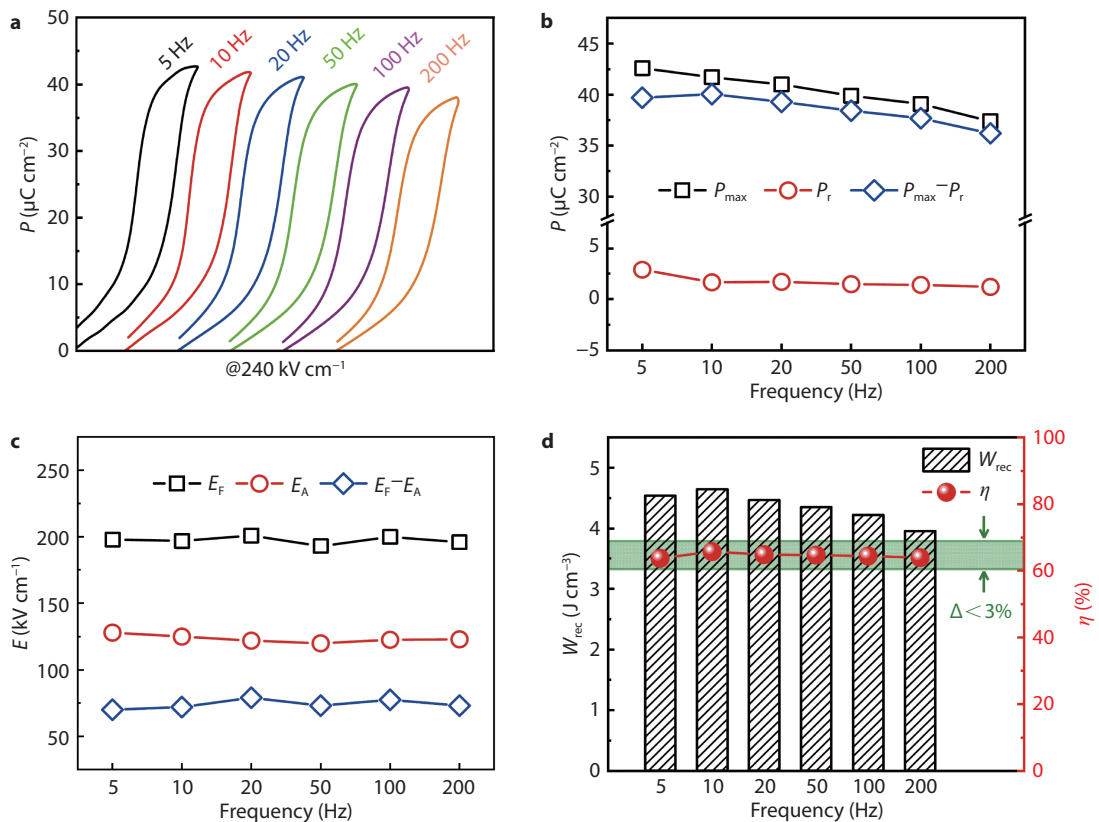 a
50
40
30
20
10
0
P (μC cm⁻²)
5 Hz
10 Hz
20 Hz
50 Hz
100 Hz
200 Hz
@240 kV cm⁻¹
b
45
40
35
30
5
0
−5
P (μC cm⁻²)
Pmax
Pr
Pmax−Pr
5 10 20 50 100 200
Frequency (Hz)
c
250
200
150
100
50
E (kV cm⁻¹)
EF
EA
EF−EA
5 10 20 50 100 200
Frequency (Hz)
d
5
4
3
2
1
0
Wrec (J cm⁻³)
Wrec
η
Δ<3%
100
80
60
40
20
0
η (%)
5 10 20 50 100 200
Frequency (Hz)